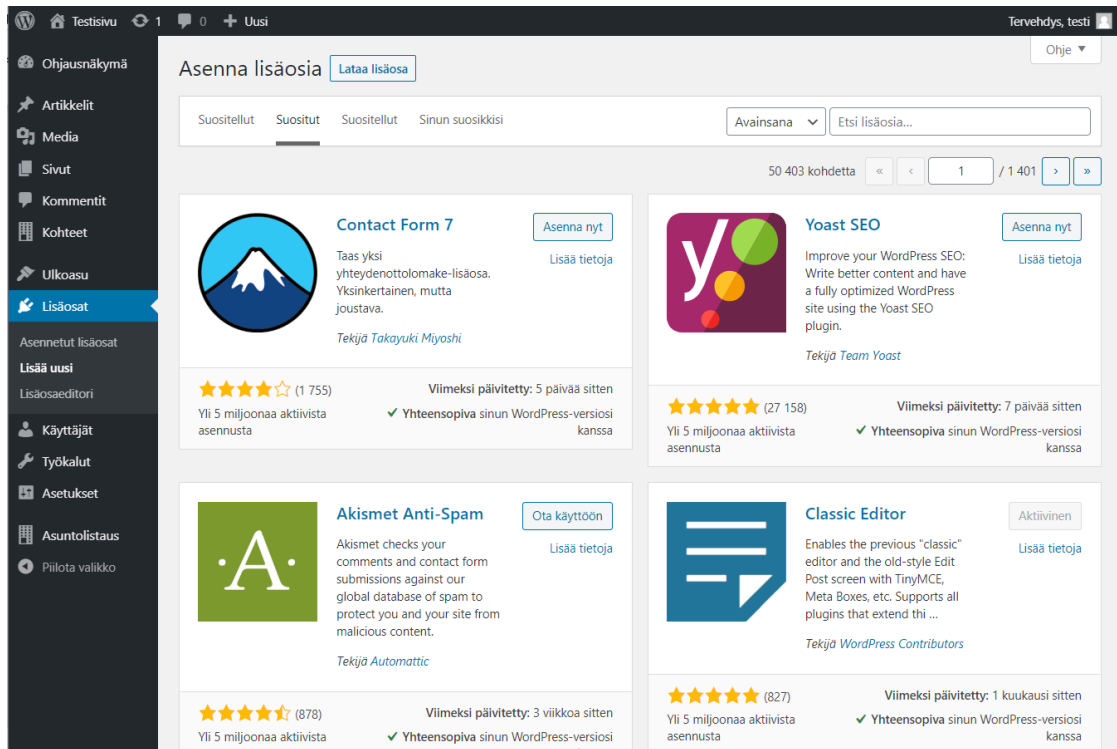 Testisivu 1 0 + Uusi Tervehdys, testi
Ohje ▼
Ohjausnäkymä
Artikkelit
Media
Sivut
Kommentit
Kohteet
Ulkoasu
Lisäosat
Asennetut lisäosat
Lisää uusi
Lisäosaeditori
Käyttäjät
Työkalut
Asetukset
Asuntolistaus
Piilota valikko
Asenna lisäosia Lataa lisäosa
Suositellut Suositut Suositellut Sinun suosikkisi Avainsana Etsi lisäosia...
50 403 kohdetta « ‹ 1 / 1 401 › »
Contact Form 7
Asenna nyt
Lisää tietoja
Taas yksi
yhteydenottolomake-lisäosa.
Yksinkertainen, mutta
joustava.
Tekijä Takayuki Miyoshi
(1 755)
Yli 5 miljoonaa aktiivista
asennusta
Viimeksi päivitetty: 5 päivää sitten
✓ Yhteensopiva sinun WordPress-versiosi
kanssa
y
Yoast SEO
Asenna nyt
Lisää tietoja
Improve your WordPress SEO:
Write better content and have
a fully optimized WordPress
site using the Yoast SEO
plugin.
Tekijä Team Yoast
(27 158)
Yli 5 miljoonaa aktiivista
asennusta
Viimeksi päivitetty: 7 päivää sitten
✓ Yhteensopiva sinun WordPress-versiosi
kanssa
·A·
Akismet Anti-Spam
Ota käyttöön
Lisää tietoja
Akismet checks your
comments and contact form
submissions against our
global database of spam to
protect you and your site from
malicious content.
Tekijä Automattic
(878)
Yli 5 miljoonaa aktiivista
Viimeksi päivitetty: 3 viikkoa sitten
✓ Yhteensopiva sinun WordPress-versiosi
Classic Editor
Aktiivinen
Lisää tietoja
Enables the previous "classic"
editor and the old-style Edit
Post screen with TinyMCE,
Meta Boxes, etc. Supports all
plugins that extend thi ...
Tekijä WordPress Contributors
(827)
Yli 5 miljoonaa aktiivista
asennusta
Viimeksi päivitetty: 1 kuukausi sitten
✓ Yhteensopiva sinun WordPress-versiosi
kanssa